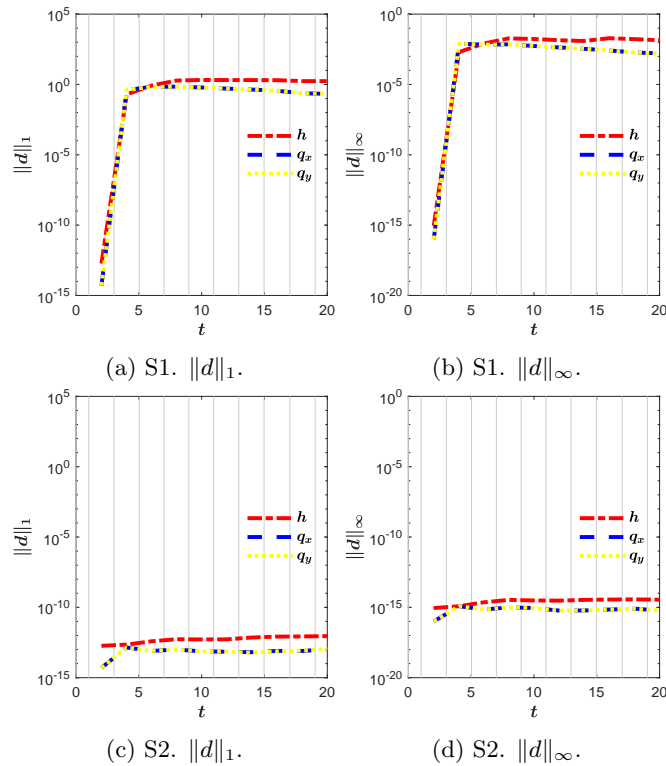 10^5
10^0
10^-5
10^-10
10^-15
‖d‖_1
h
q_x
q_y
0 5 10 15 20
t
(a) S1. ‖d‖_1.
10^0
10^-5
10^-10
10^-15
10^-20
‖d‖_∞
h
q_x
q_y
0 5 10 15 20
t
(b) S1. ‖d‖_∞.
10^5
10^0
10^-5
10^-10
10^-15
‖d‖_1
h
q_x
q_y
0 5 10 15 20
t
(c) S2. ‖d‖_1.
10^0
10^-5
10^-10
10^-15
10^-20
‖d‖_∞
h
q_x
q_y
0 5 10 15 20
t
(d) S2. ‖d‖_∞.